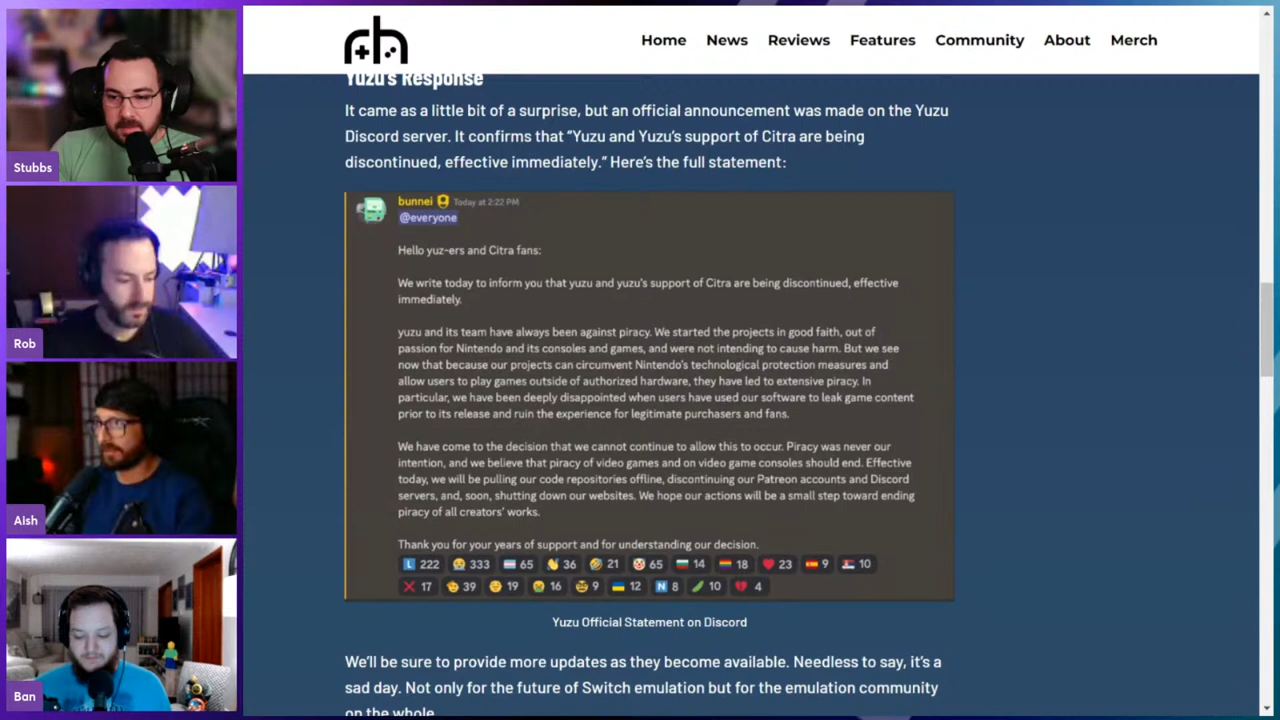 Home News Reviews Features Community About Merch
Yuzu's Response
It came as a little bit of a surprise, but an official announcement was made on the Yuzu
Discord server. It confirms that “Yuzu and Yuzu’s support of Citra are being
discontinued, effective immediately.” Here’s the full statement:
bunnei Today at 2:22 PM
@everyone
Hello yuz-ers and Citra fans:
We write today to inform you that yuzu and yuzu's support of Citra are being discontinued, effective
immediately.
yuzu and its team have always been against piracy. We started the projects in good faith, out of
passion for Nintendo and its consoles and games, and were not intending to cause harm. But we see
now that because our projects can circumvent Nintendo's technological protection measures and
allow users to play games outside of authorized hardware, they have led to extensive piracy. In
particular, we have been deeply disappointed when users have used our software to leak game content
prior to its release and ruin the experience for legitimate purchasers and fans.
We have come to the decision that we cannot continue to allow this to occur. Piracy was never our
intention, and we believe that piracy of video games and on video game consoles should end. Effective
today, we will be pulling our code repositories offline, discontinuing our Patreon accounts and Discord
servers, and, soon, shutting down our websites. We hope our actions will be a small step toward ending
piracy of all creators' works.
Thank you for your years of support and for understanding our decision.
L 222 333 65 36 21 65 14 18 23 9 10
17 39 19 16 9 12 N 8 10 4
Yuzu Official Statement on Discord
We’ll be sure to provide more updates as they become available. Needless to say, it’s a
sad day. Not only for the future of Switch emulation but for the emulation community
on the whole.
Stubbs
Rob
Aish
Ban